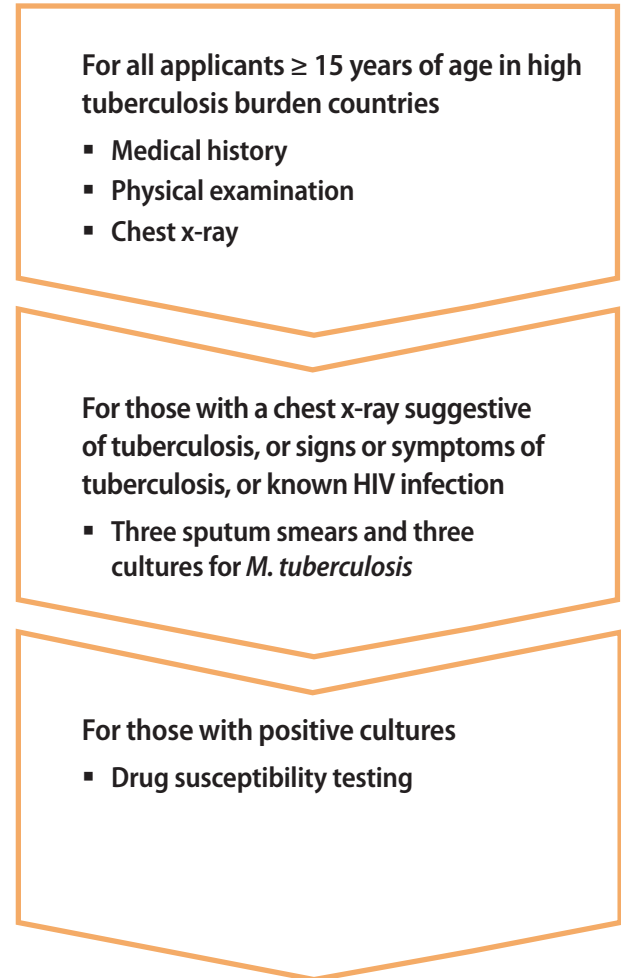 For all applicants ≥ 15 years of age in high
tuberculosis burden countries
▪ Medical history
▪ Physical examination
▪ Chest x-ray
For those with a chest x-ray suggestive
of tuberculosis, or signs or symptoms of
tuberculosis, or known HIV infection
▪ Three sputum smears and three
cultures for M. tuberculosis
For those with positive cultures
▪ Drug susceptibility testing